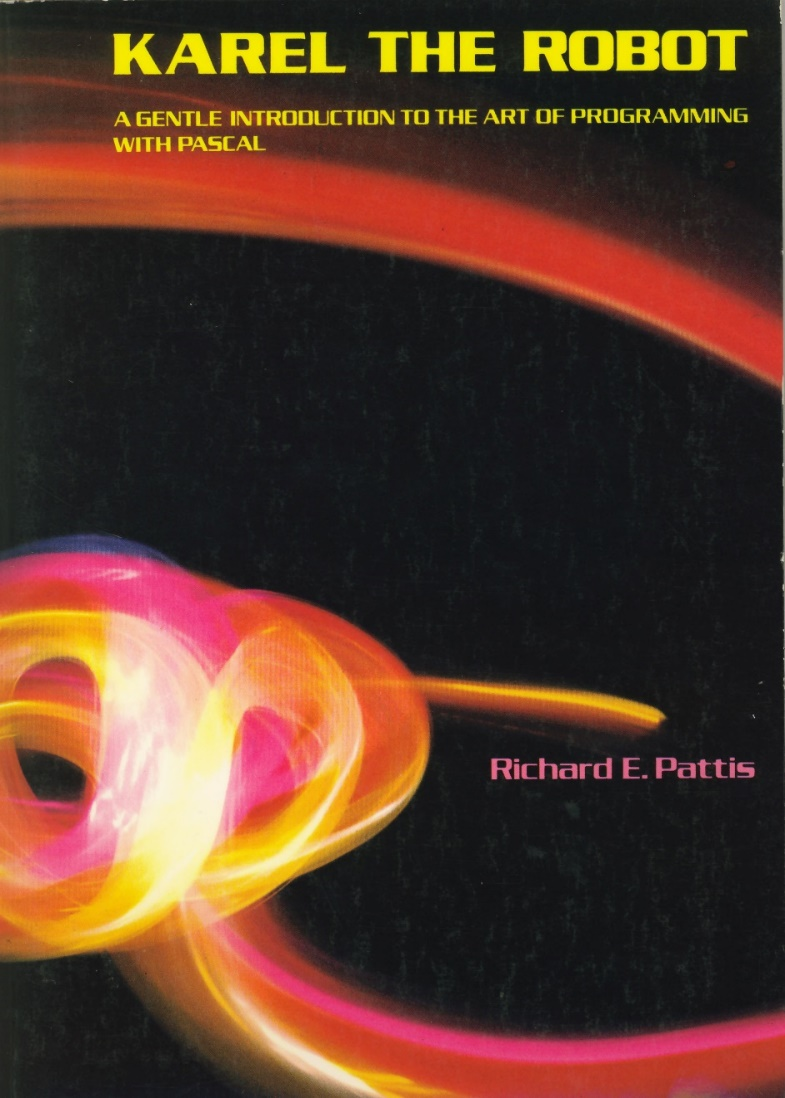 KAREL THE ROBOT
A GENTLE INTRODUCTION TO THE ART OF PROGRAMMING
WITH PASCAL
Richard E. Pattis